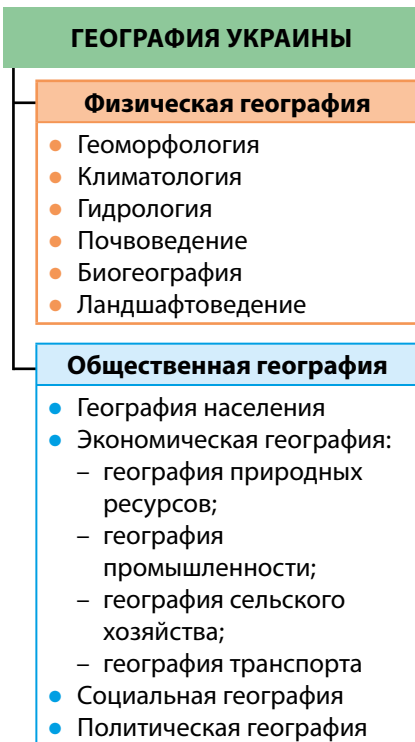 ГЕОГРАФИЯ УКРАИНЫ
Физическая география
● Геоморфология
● Климатология
● Гидрология
● Почвоведение
● Биогеография
● Ландшафтоведение
Общественная география
● География населения
● Экономическая география:
– география природных
ресурсов;
– география
промышленности;
– география сельского
хозяйства;
– география транспорта
● Социальная география
● Политическая география